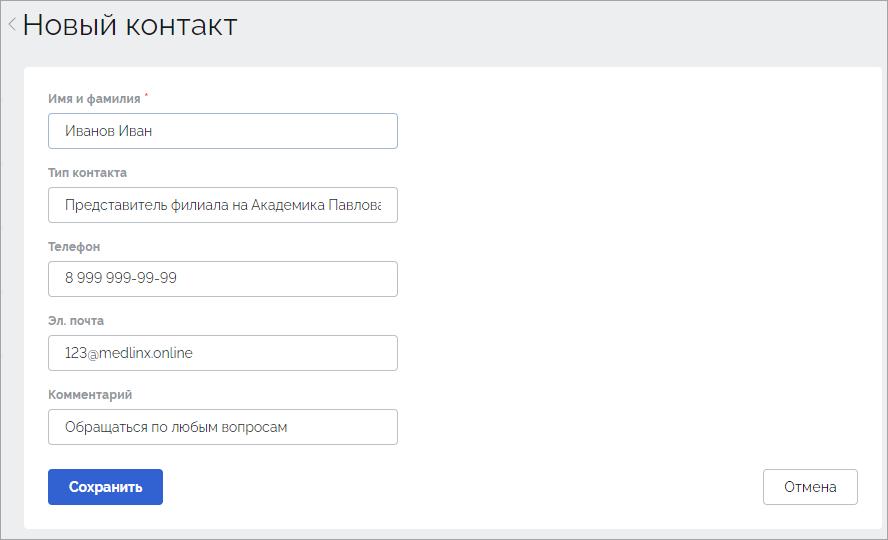 Новый контакт
Имя и фамилия *
Иванов Иван
Тип контакта
Представитель филиала на Академика Павлова
Телефон
8 999 999-99-99
Эл. почта
123@medlinx.online
Комментарий
Обращаться по любым вопросам
Сохранить Отмена